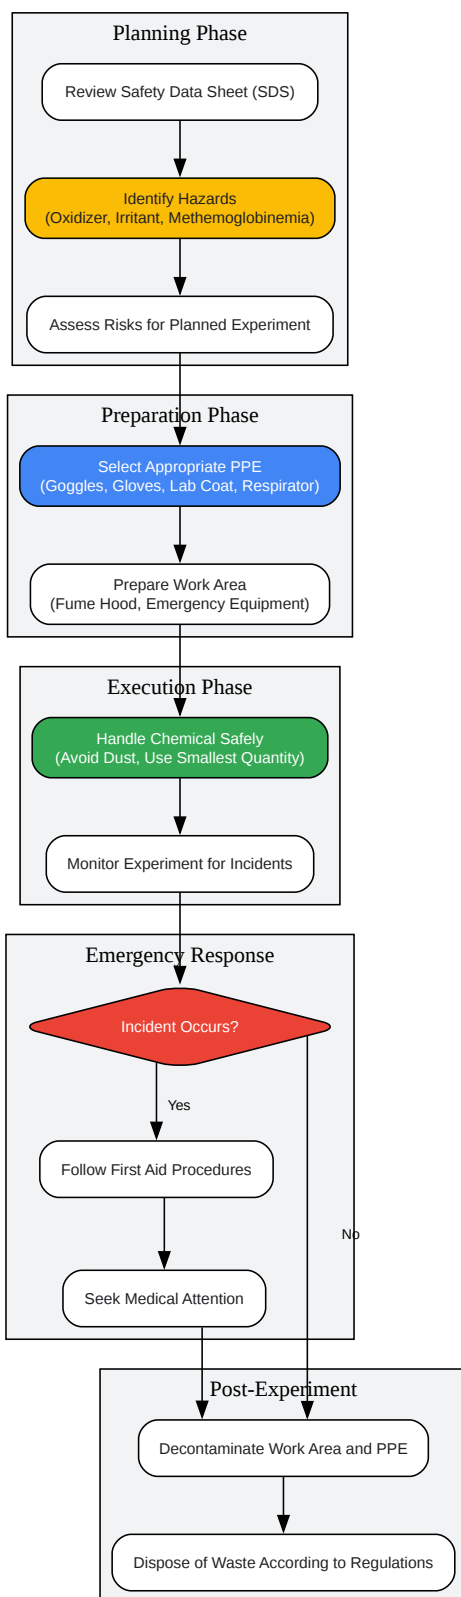 Planning Phase
Review Safety Data Sheet (SDS)
Identify Hazards
(Oxidizer, Irritant, Methemoglobinemia)
Assess Risks for Planned Experiment
Preparation Phase
Select Appropriate PPE
(Goggles, Gloves, Lab Coat, Respirator)
Prepare Work Area
(Fume Hood, Emergency Equipment)
Execution Phase
Handle Chemical Safely
(Avoid Dust, Use Smallest Quantity)
Monitor Experiment for Incidents
Emergency Response
Incident Occurs?
Yes
Follow First Aid Procedures
No
Seek Medical Attention
Post-Experiment
Decontaminate Work Area and PPE
Dispose of Waste According to Regulations